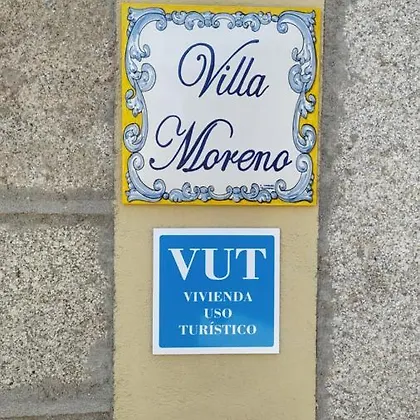 Villa
Moreno
VUT
VIVIENDA
USO
TURÍSTICO